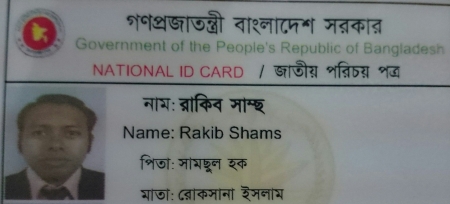 গণপ্রজাতন্ত্রী বাংলাদেশ সরকার
Government of the People's Republic of Bangladesh
NATIONAL ID CARD / জাতীয় পরিচয় পত্র
নাম: রাকিব সামছ
Name: Rakib Shams
পিতা: সামছুল হক
মাতা: রোকসানা ইসলাম